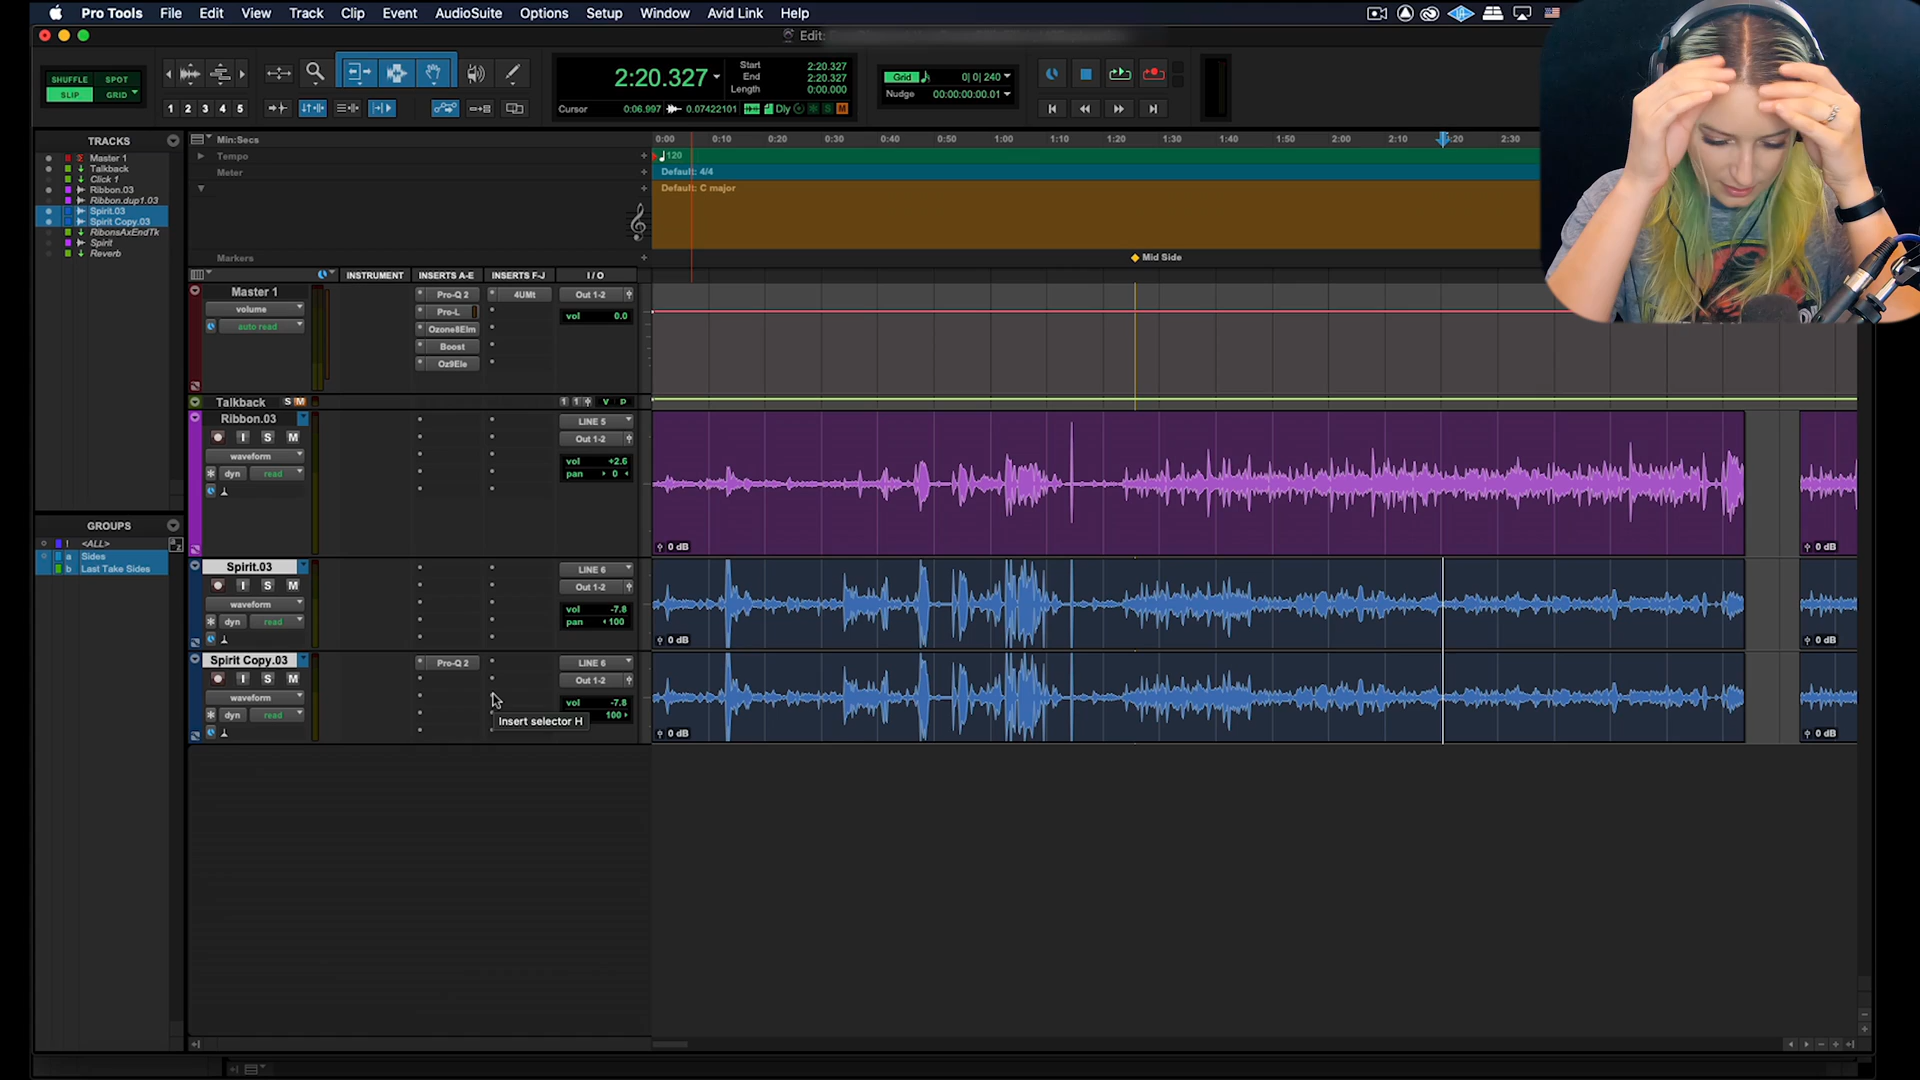 Pro Tools File Edit View Track Clip Event AudioSuite Options Setup Window Avid Link Help
Edit:
SHUFFLE SPOT
SLIP GRID
1 2 3 4 5
2:20.327
Start 2:20.327
End 2:20.327
Length 0:00.000
Cursor 0:06.997 0.07422101 Dly S M
Grid 0| 0| 240
Nudge 00:00:00:00.01
TRACKS
Master 1
Talkback
Click 1
Ribbon.03
Ribbon.dup1.03
Spirit.03
Spirit Copy.03
RibonsAxEndTk
Spirit
Reverb
GROUPS
! <ALL>
a Sides
b Last Take Sides
Min:Secs
Tempo
Meter
Markers
0:00 0:10 0:20 0:30 0:40 0:50 1:00 1:10 1:20 1:30 1:40 1:50 2:00 2:10 2:20 2:30
120
Default: 4/4
Default: C major
Mid Side
INSTRUMENT INSERTS A-E INSERTS F-J I / O
Master 1
volume
auto read
Pro-Q 2
Pro-L
Ozone8Elm
Boost
Oz9Ele
4UMt
Out 1-2
vol 0.0
Talkback S M V P
Ribbon.03
I S M
waveform
dyn read
LINE 5
Out 1-2
vol +2.6
pan 0
0 dB 0 dB
Spirit.03
I S M
waveform
dyn read
LINE 6
Out 1-2
vol -7.8
pan 100
0 dB 0 dB
Spirit Copy.03
I S M
waveform
dyn read
Pro-Q 2
LINE 6
Out 1-2
vol -7.8
100
Insert selector H
0 dB 0 dB